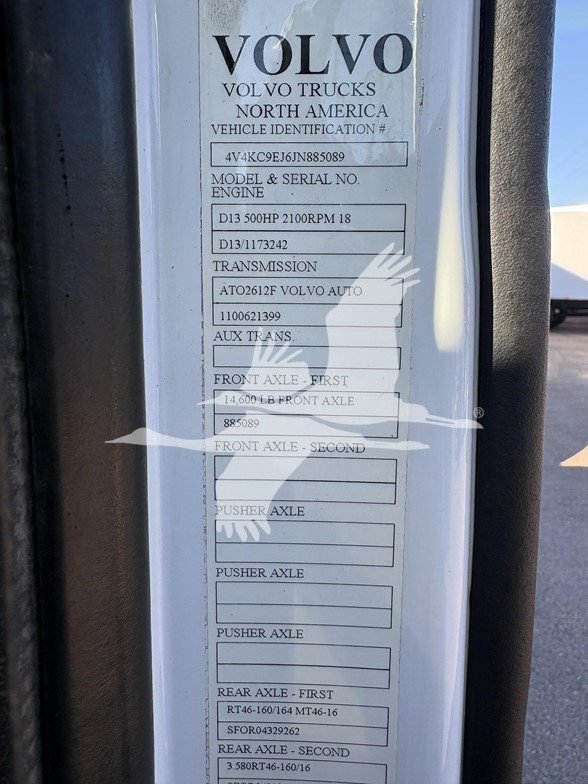 VOLVO
VOLVO TRUCKS
NORTH AMERICA
VEHICLE IDENTIFICATION #
4V4KC9EJ6JN885089
MODEL & SERIAL NO.
ENGINE
D13 500HP 2100RPM 18
D13/1173242
TRANSMISSION
ATO2612F VOLVO AUTO
1100621399
AUX TRANS.
FRONT AXLE - FIRST
14,600 LB FRONT AXLE
885089
®
FRONT AXLE - SECOND
PUSHER AXLE
PUSHER AXLE
PUSHER AXLE
REAR AXLE - FIRST
RT46-160/164 MT46-16
SFOR04329262
REAR AXLE - SECOND
3.580RT46-160/16